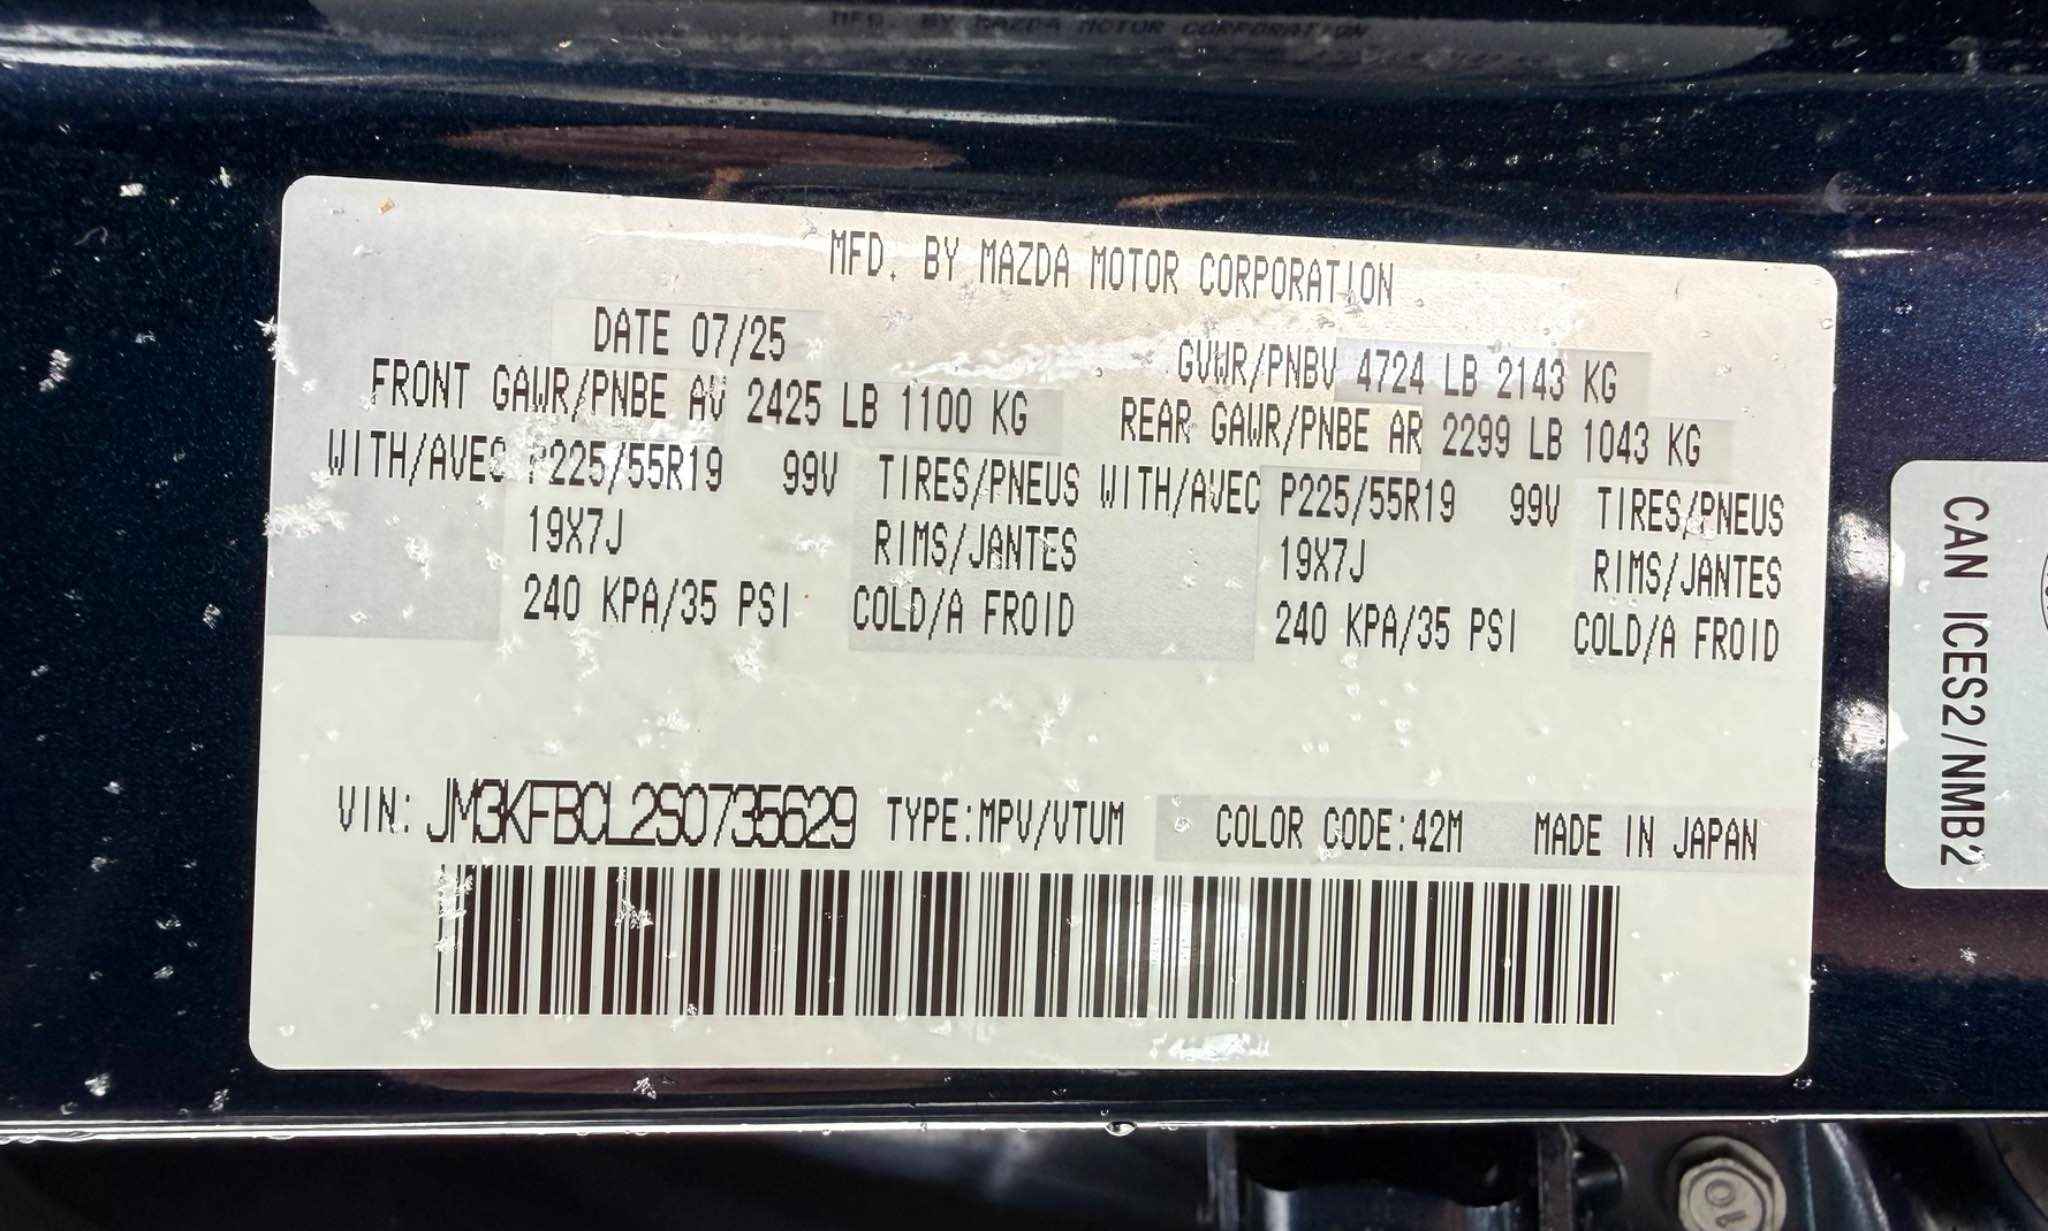 MFD. BY MAZDA MOTOR CORPORATION
DATE 07/25
GVWR/PNBV 4724 LB 2143 KG
FRONT GAWR/PNBE AV 2425 LB 1100 KG
REAR GAWR/PNBE AR 2299 LB 1043 KG
WITH/AVEC P225/55R19 99V TIRES/PNEUS WITH/AVEC P225/55R19 99V TIRES/PNEUS
19X7J RIMS/JANTES 19X7J RIMS/JANTES
240 KPA/35 PSI COLD/A FROID 240 KPA/35 PSI COLD/A FROID
VIN: JM3KFBCL2S0735629 TYPE:MPV/VTUM COLOR CODE:42M MADE IN JAPAN
CAN ICES2/NMB2
MFD. BY MAZDA MOTOR CORPORATION
10